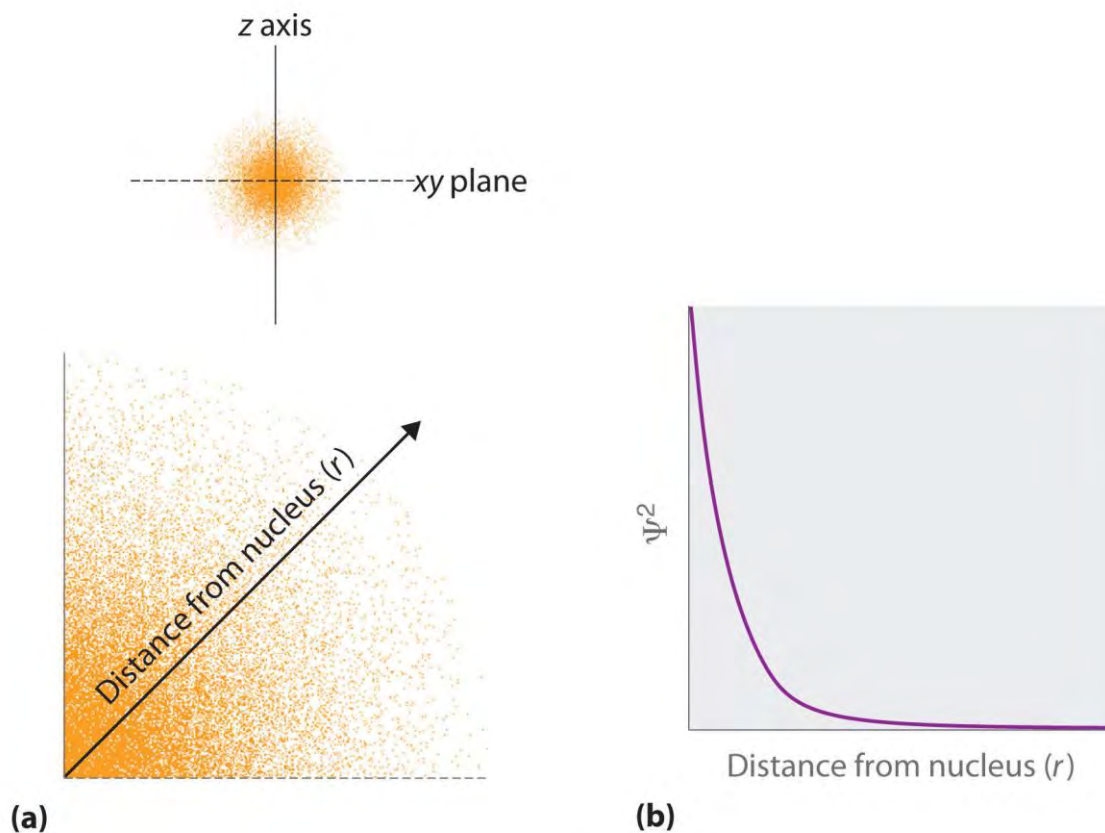 z axis
xy plane
Distance from nucleus (r)
(a)
Ψ²
Distance from nucleus (r)
(b)